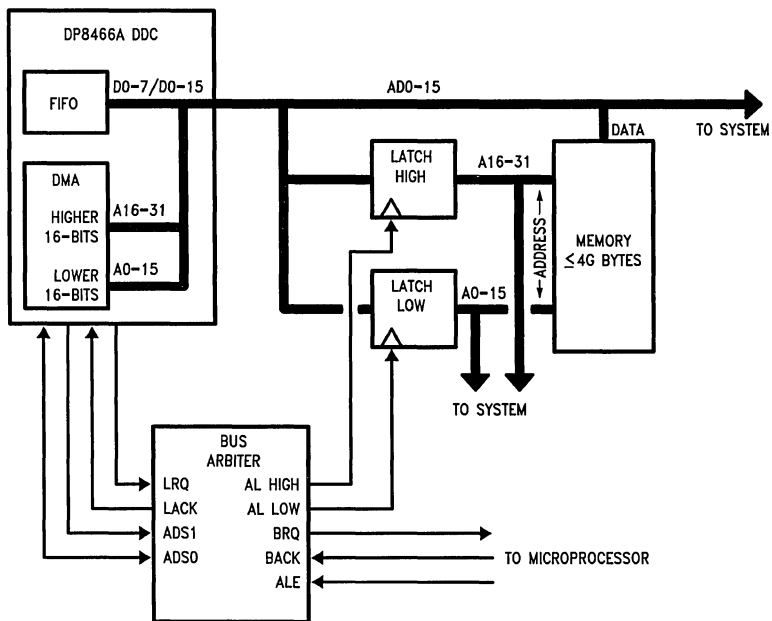 DP8466A DDC
FIFO
D0-7/D0-15
AD0-15
TO SYSTEM
DATA
DMA
HIGHER
16-BITS
A16-31
LOWER
16-BITS
A0-15
LATCH
HIGH
A16-31
LATCH
LOW
A0-15
ADDRESS
MEMORY
≤4G BYTES
TO SYSTEM
BUS
ARBITER
LRQ
LACK
ADS1
ADS0
AL HIGH
AL LOW
BRQ
BACK
ALE
TO MICROPROCESSOR